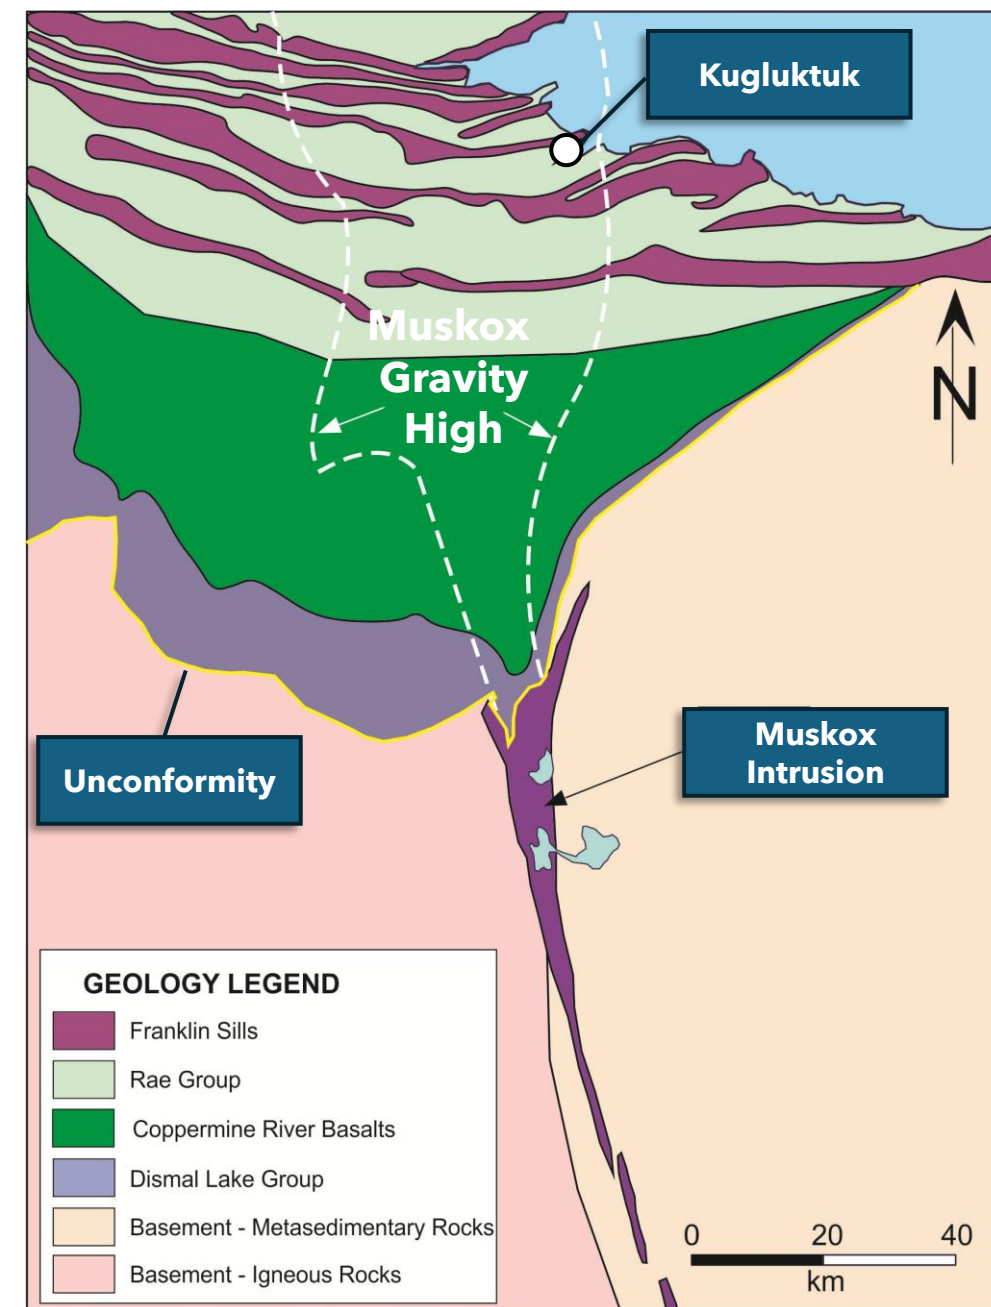 Kugluktuk
Muskox
Gravity
High
N
Unconformity
Muskox
Intrusion
GEOLOGY LEGEND
Franklin Sills
Rae Group
Coppermine River Basalts
Dismal Lake Group
Basement - Metasedimentary Rocks
Basement - Igneous Rocks
0 20 40
km